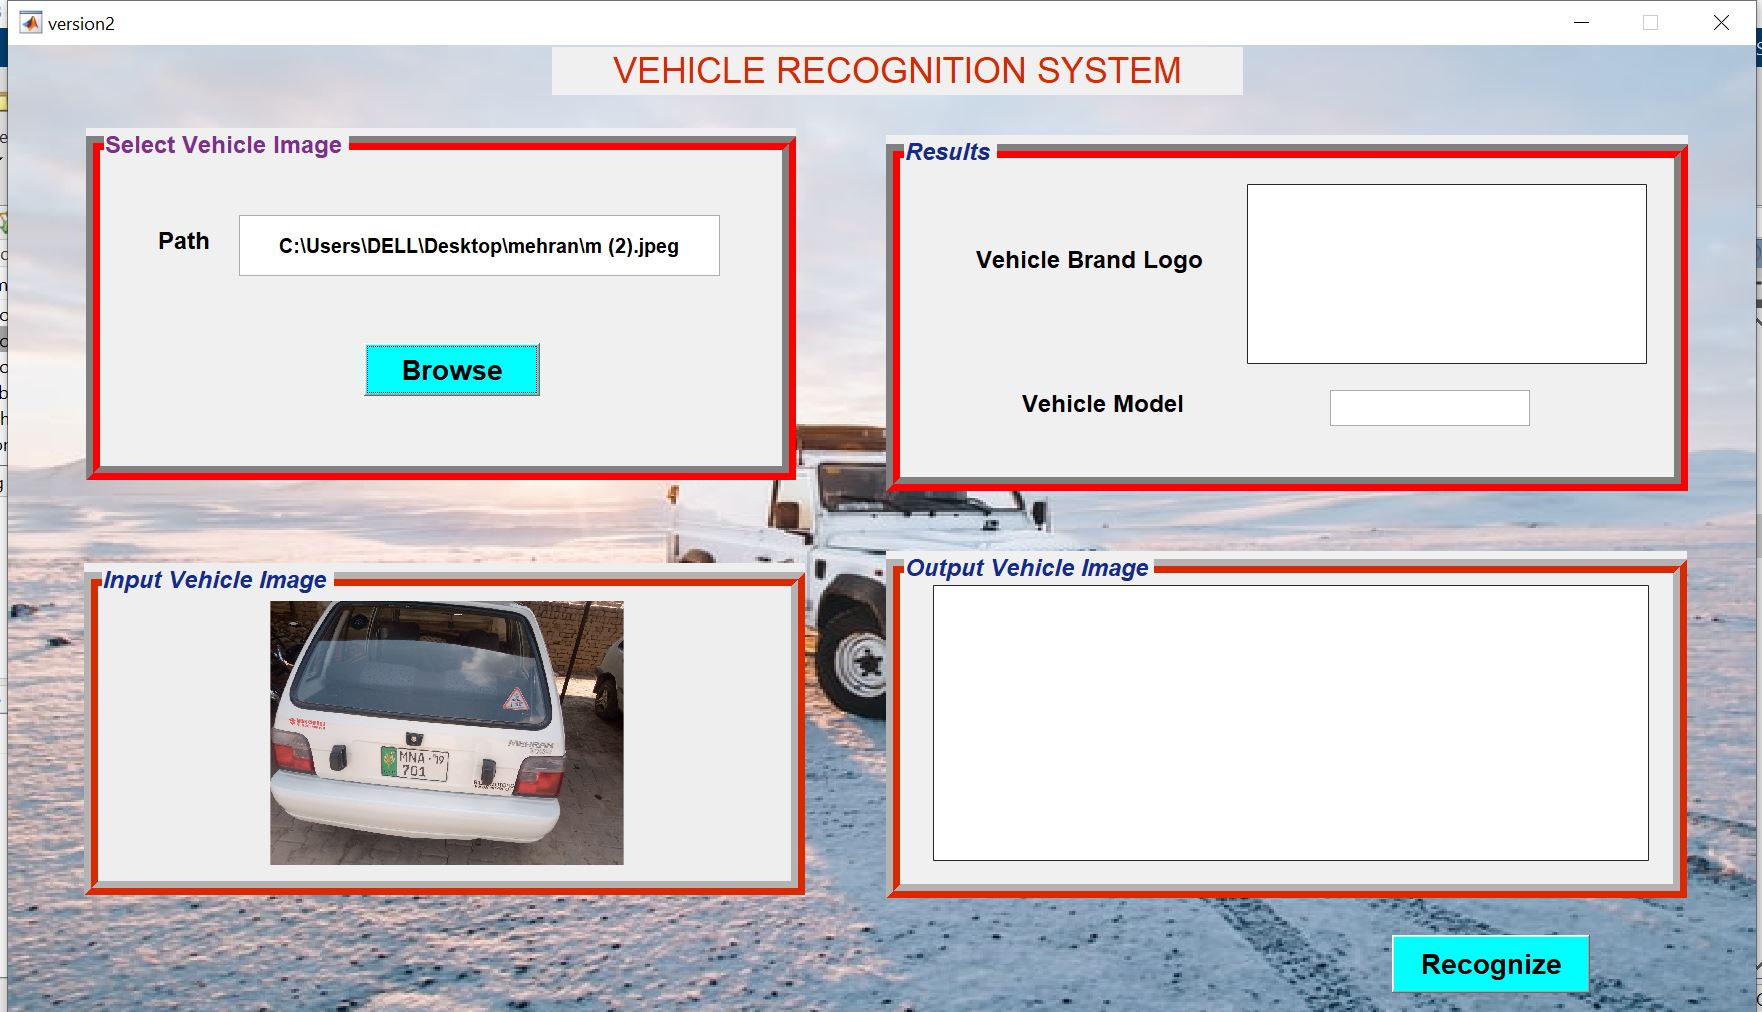 version2
VEHICLE RECOGNITION SYSTEM
Select Vehicle Image
Path
C:\Users\DELL\Desktop\mehran\m (2).jpeg
Browse
Results
Vehicle Brand Logo
Vehicle Model
Input Vehicle Image
MEHRAN
MNA - 19
701
Output Vehicle Image
Recognize